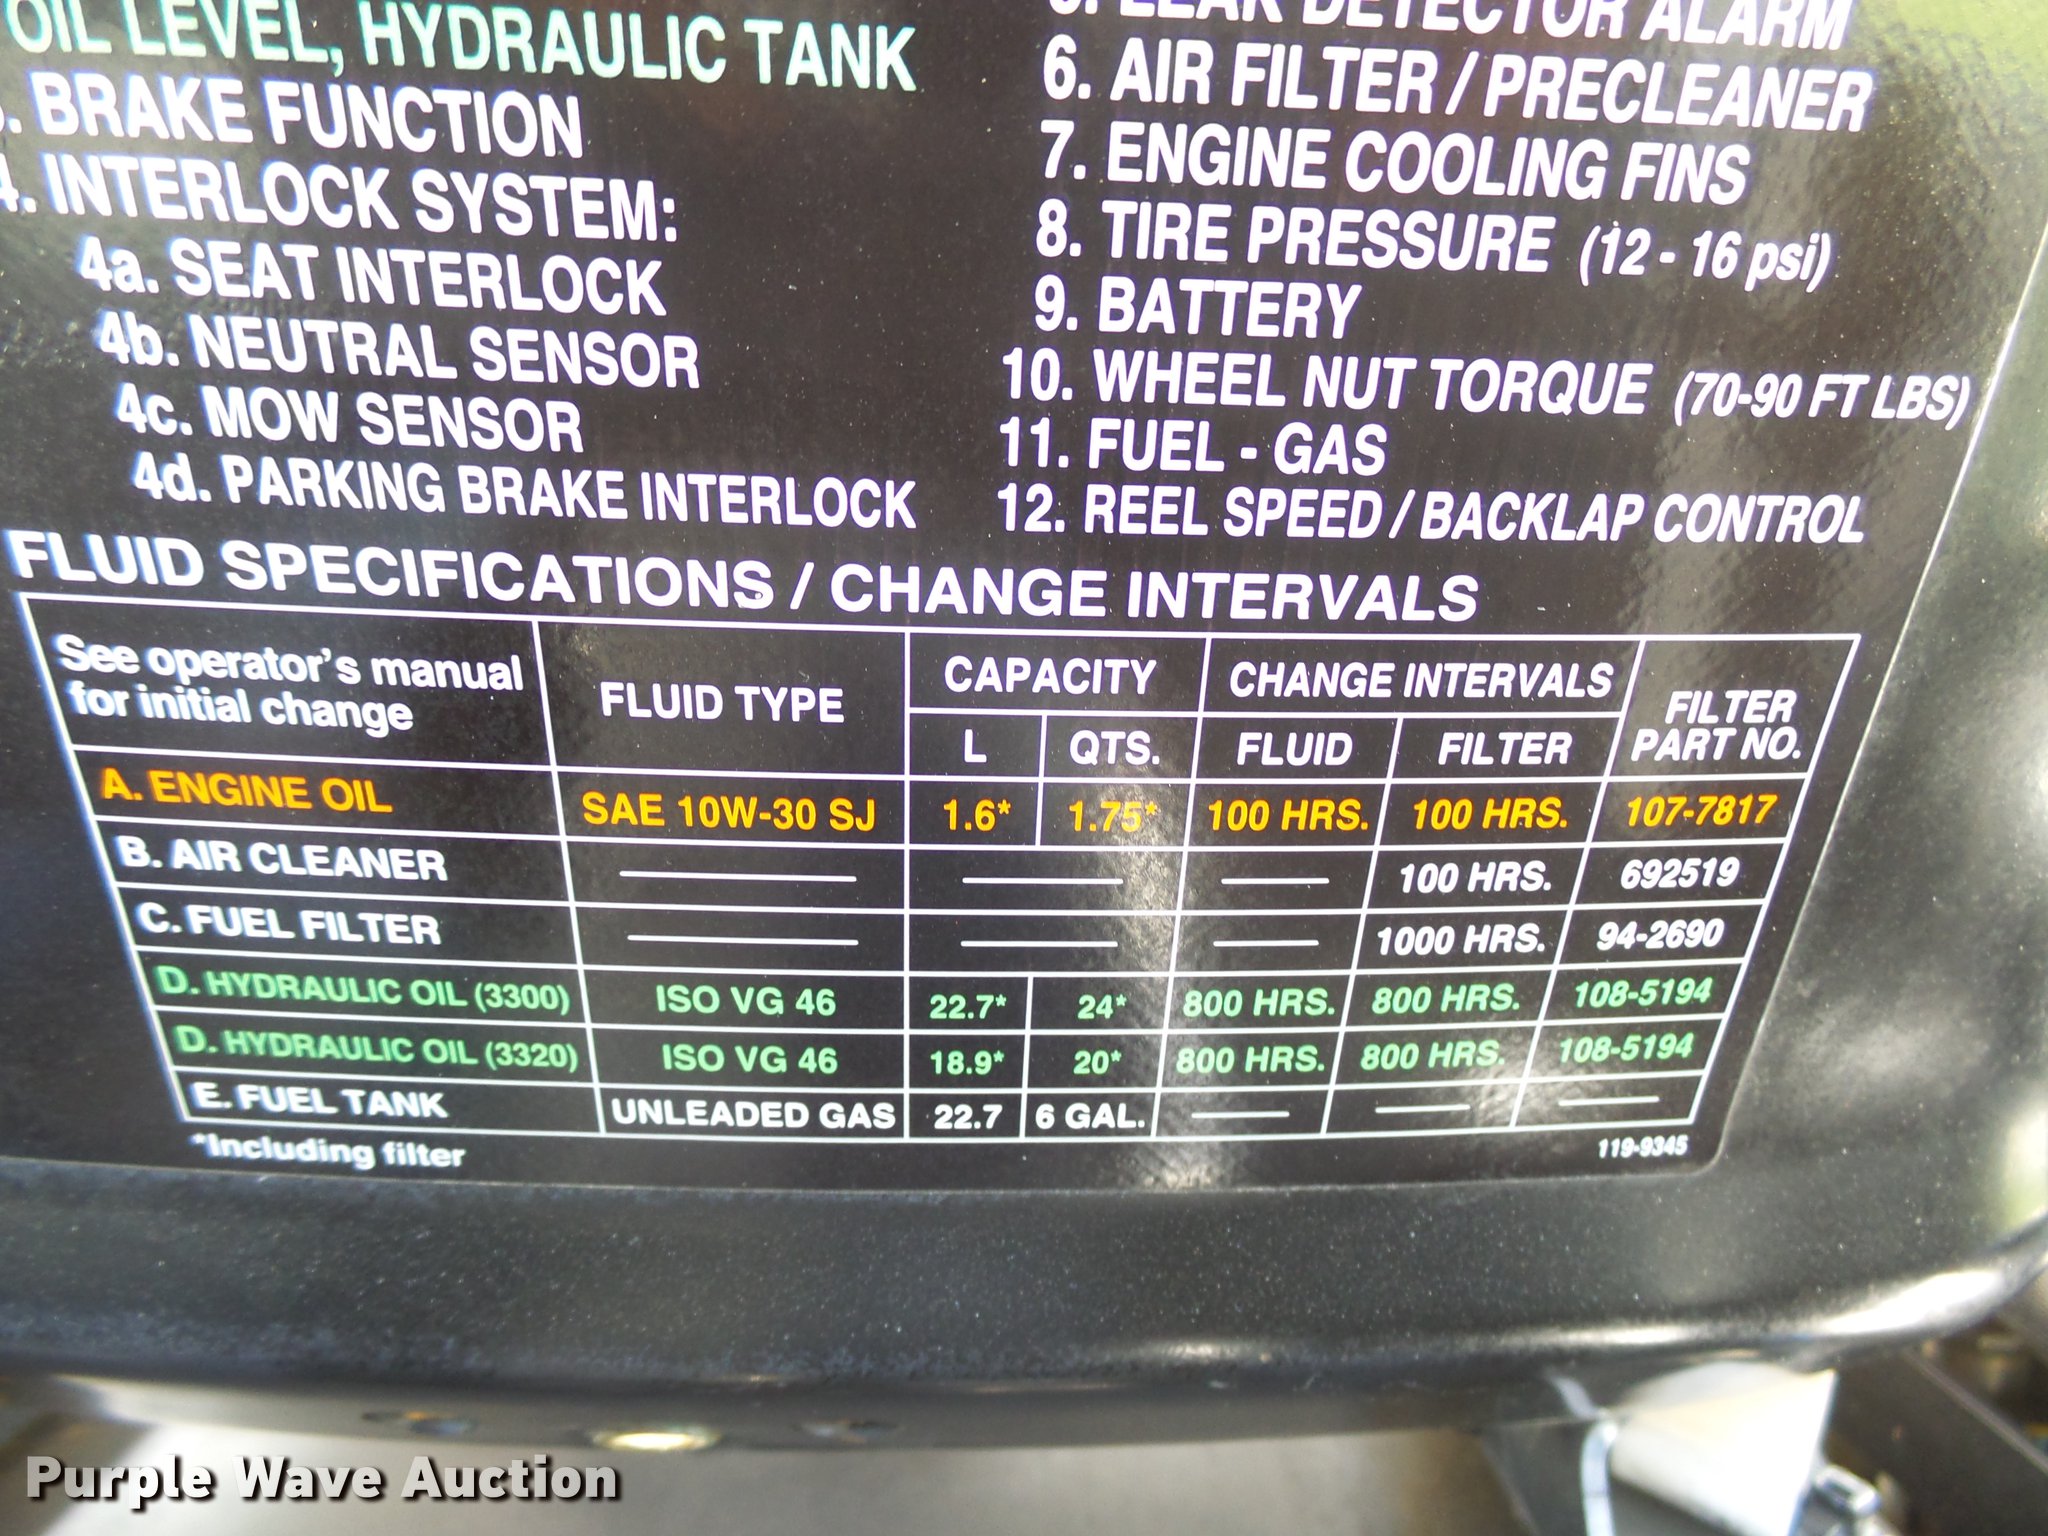 OIL LEVEL, HYDRAULIC TANK
3. BRAKE FUNCTION
4. INTERLOCK SYSTEM:
4a. SEAT INTERLOCK
4b. NEUTRAL SENSOR
4c. MOW SENSOR
4d. PARKING BRAKE INTERLOCK
5. LEAK DETECTOR ALARM
6. AIR FILTER / PRECLEANER
7. ENGINE COOLING FINS
8. TIRE PRESSURE (12 - 16 psi)
9. BATTERY
10. WHEEL NUT TORQUE (70-90 FT LBS)
11. FUEL - GAS
12. REEL SPEED / BACKLAP CONTROL
FLUID SPECIFICATIONS / CHANGE INTERVALS
See operator's manual
for initial change
FLUID TYPE
CAPACITY
L QTS.
CHANGE INTERVALS
FLUID FILTER
FILTER
PART NO.
A. ENGINE OIL SAE 10W-30 SJ 1.6* 1.75* 100 HRS. 100 HRS. 107-7817
B. AIR CLEANER 100 HRS. 692519
C. FUEL FILTER 1000 HRS. 94-2690
D. HYDRAULIC OIL (3300) ISO VG 46 22.7* 24* 800 HRS. 800 HRS. 108-5194
D. HYDRAULIC OIL (3320) ISO VG 46 18.9* 20* 800 HRS. 800 HRS. 108-5194
E. FUEL TANK UNLEADED GAS 22.7 6 GAL.
*Including filter
119-9345
Purple Wave Auction